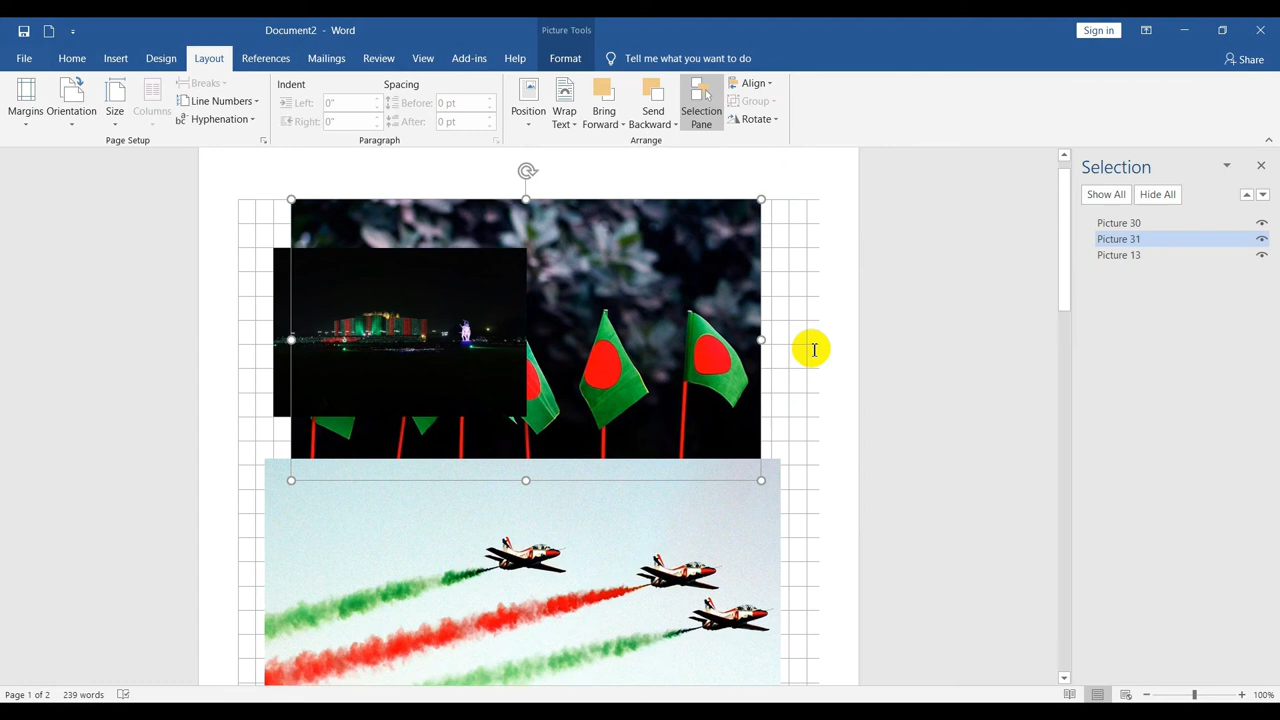 Document2 - Word
Picture Tools
Sign in
File
Home
Insert
Design
Layout
References
Mailings
Review
View
Add-ins
Help
Format
Tell me what you want to do
Share
Margins
Orientation
Size
Columns
Breaks
Line Numbers
Hyphenation
Page Setup
Indent
Left: 0"
Right: 0"
Spacing
Before: 0 pt
After: 0 pt
Paragraph
Position
Wrap Text
Bring Forward
Send Backward
Selection Pane
Align
Group
Rotate
Arrange
Selection
Show All
Hide All
Picture 30
Picture 31
Picture 13
Page 1 of 2
239 words
100%